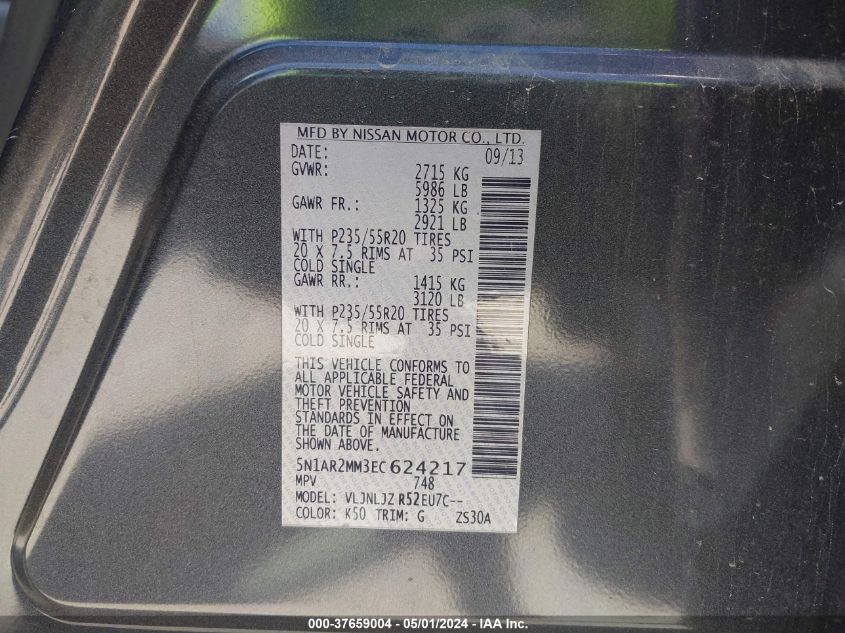 MFD BY NISSAN MOTOR CO., LTD.
DATE: 09/13
GVWR: 2715 KG
5986 LB
GAWR FR.: 1325 KG
2921 LB
WITH P235/55R20 TIRES
20 X 7.5 RIMS AT 35 PSI
COLD SINGLE
GAWR RR.: 1415 KG
3120 LB
WITH P235/55R20 TIRES
20 X 7.5 RIMS AT 35 PSI
COLD SINGLE
THIS VEHICLE CONFORMS TO
ALL APPLICABLE FEDERAL
MOTOR VEHICLE SAFETY AND
THEFT PREVENTION
STANDARDS IN EFFECT ON
THE DATE OF MANUFACTURE
SHOWN ABOVE.
5N1AR2MM3EC624217
MPV 748
MODEL: VLJNLJZ R52EU7C--
COLOR: K50 TRIM: G ZS30A
000-37659004 - 05/01/2024 - IAA Inc.